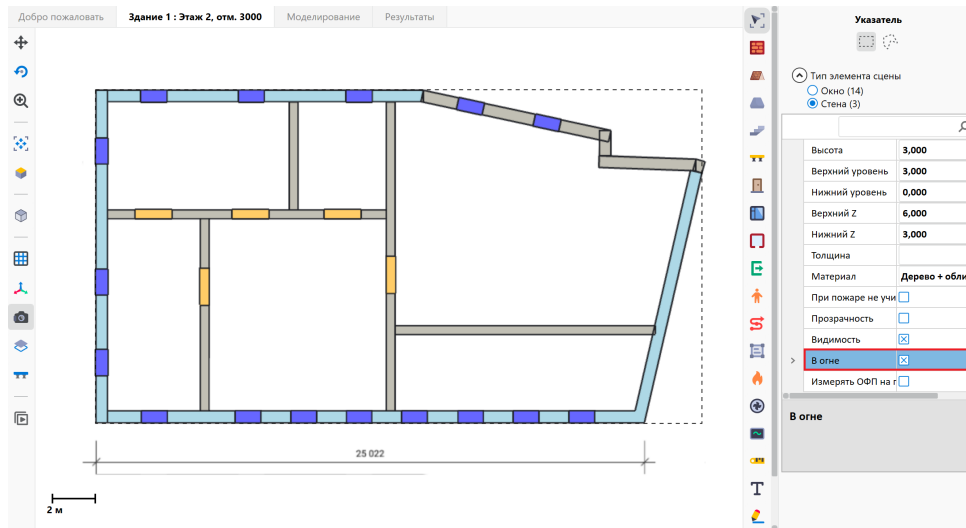 Добро пожаловать
Здание 1 : Этаж 2, отм. 3000
Моделирование
Результаты
25 022
2 м
T
Указатель
Тип элемента сцены
Окно (14)
Стена (3)
Высота 3,000
Верхний уровень 3,000
Нижний уровень 0,000
Верхний Z 6,000
Нижний Z 3,000
Толщина
Материал Дерево + обли
При пожаре не учи
Прозрачность
Видимость
В огне
Измерять ОФП на г
В огне